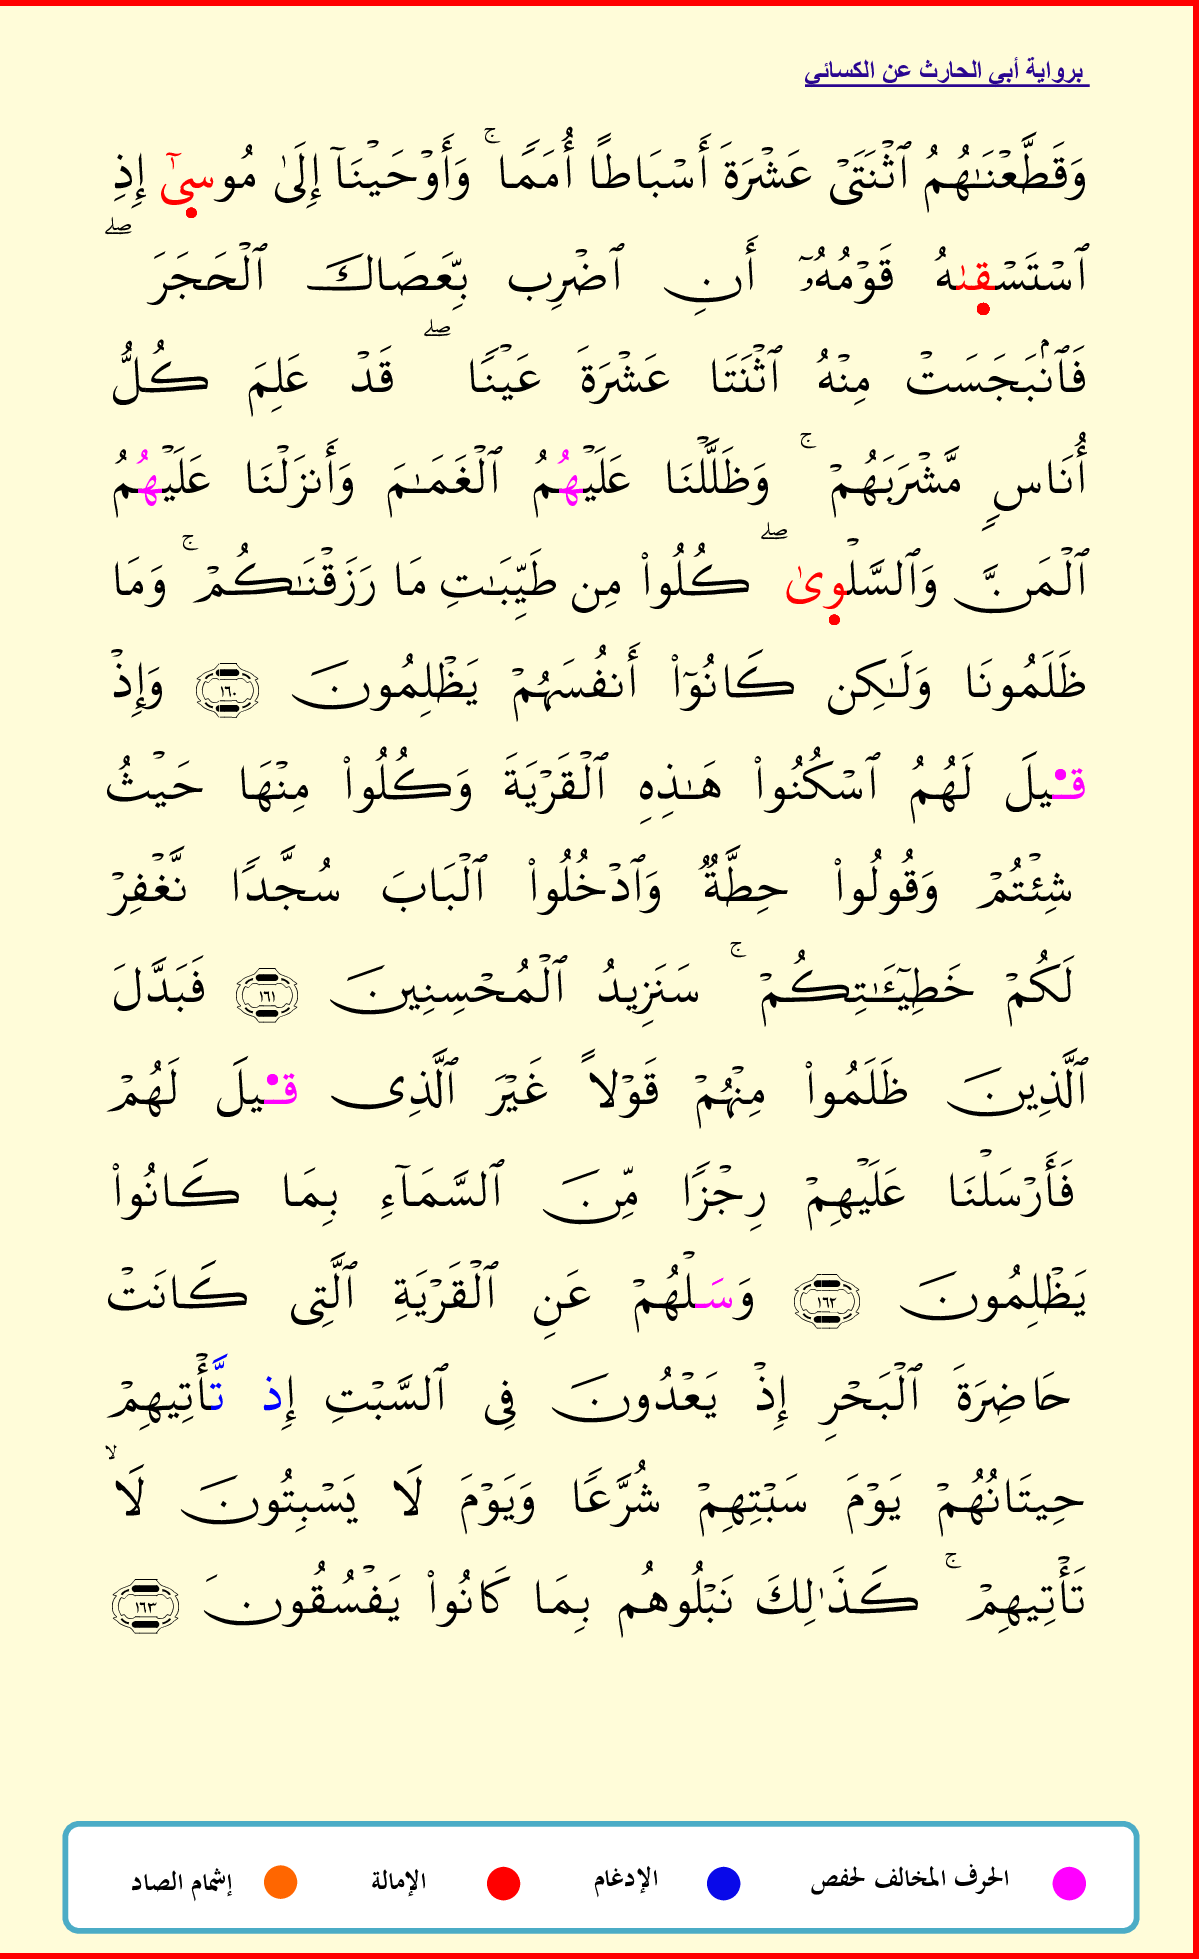 برواية أبي الحارث عن الكسائي
وَقَطَّعْنَٰهُمُ ٱثْنَتَىْ عَشْرَةَ أَسْبَاطًا أُمَمًا ۚ وَأَوْحَيْنَآ إِلَىٰ مُوسِىٰٓ إِذِ
ٱسْتَسْقِىٰهُ قَوْمُهُۥٓ أَنِ ٱضْرِب بِّعَصَاكَ ٱلْحَجَرَ ۖ
فَٱنۢبَجَسَتْ مِنْهُ ٱثْنَتَا عَشْرَةَ عَيْنًا ۖ قَدْ عَلِمَ كُلُّ
أُنَاسٍ مَّشْرَبَهُمْ ۚ وَظَلَّلْنَا عَلَيْهُمُ ٱلْغَمَٰمَ وَأَنزَلْنَا عَلَيْهُمُ
ٱلْمَنَّ وَٱلسَّلْوِىٰ ۖ كُلُوا۟ مِن طَيِّبَٰتِ مَا رَزَقْنَٰكُمْ ۚ وَمَا
ظَلَمُونَا وَلَٰكِن كَانُوٓا۟ أَنفُسَهُمْ يَظْلِمُونَ ١٦٠ وَإِذْ
قِيلَ لَهُمُ ٱسْكُنُوا۟ هَٰذِهِ ٱلْقَرْيَةَ وَكُلُوا۟ مِنْهَا حَيْثُ
شِئْتُمْ وَقُولُوا۟ حِطَّةٌ وَٱدْخُلُوا۟ ٱلْبَابَ سُجَّدًا نَّغْفِرْ
لَكُمْ خَطِيٓـَٰٔتِكُمْ ۚ سَنَزِيدُ ٱلْمُحْسِنِينَ ١٦١ فَبَدَّلَ
ٱلَّذِينَ ظَلَمُوا۟ مِنْهُمْ قَوْلًا غَيْرَ ٱلَّذِى قِيلَ لَهُمْ
فَأَرْسَلْنَا عَلَيْهِمْ رِجْزًا مِّنَ ٱلسَّمَآءِ بِمَا كَانُوا۟
يَظْلِمُونَ ١٦٢ وَسَلْهُمْ عَنِ ٱلْقَرْيَةِ ٱلَّتِى كَانَتْ
حَاضِرَةَ ٱلْبَحْرِ إِذْ يَعْدُونَ فِى ٱلسَّبْتِ إِذ تَّأْتِيهِمْ
حِيتَانُهُمْ يَوْمَ سَبْتِهِمْ شُرَّعًا وَيَوْمَ لَا يَسْبِتُونَ لَا ۙ
تَأْتِيهِمْ ۚ كَذَٰلِكَ نَبْلُوهُم بِمَا كَانُوا۟ يَفْسُقُونَ ١٦٣
الحرف المخالف لحفص الإدغام الإمالة إشمام الصاد